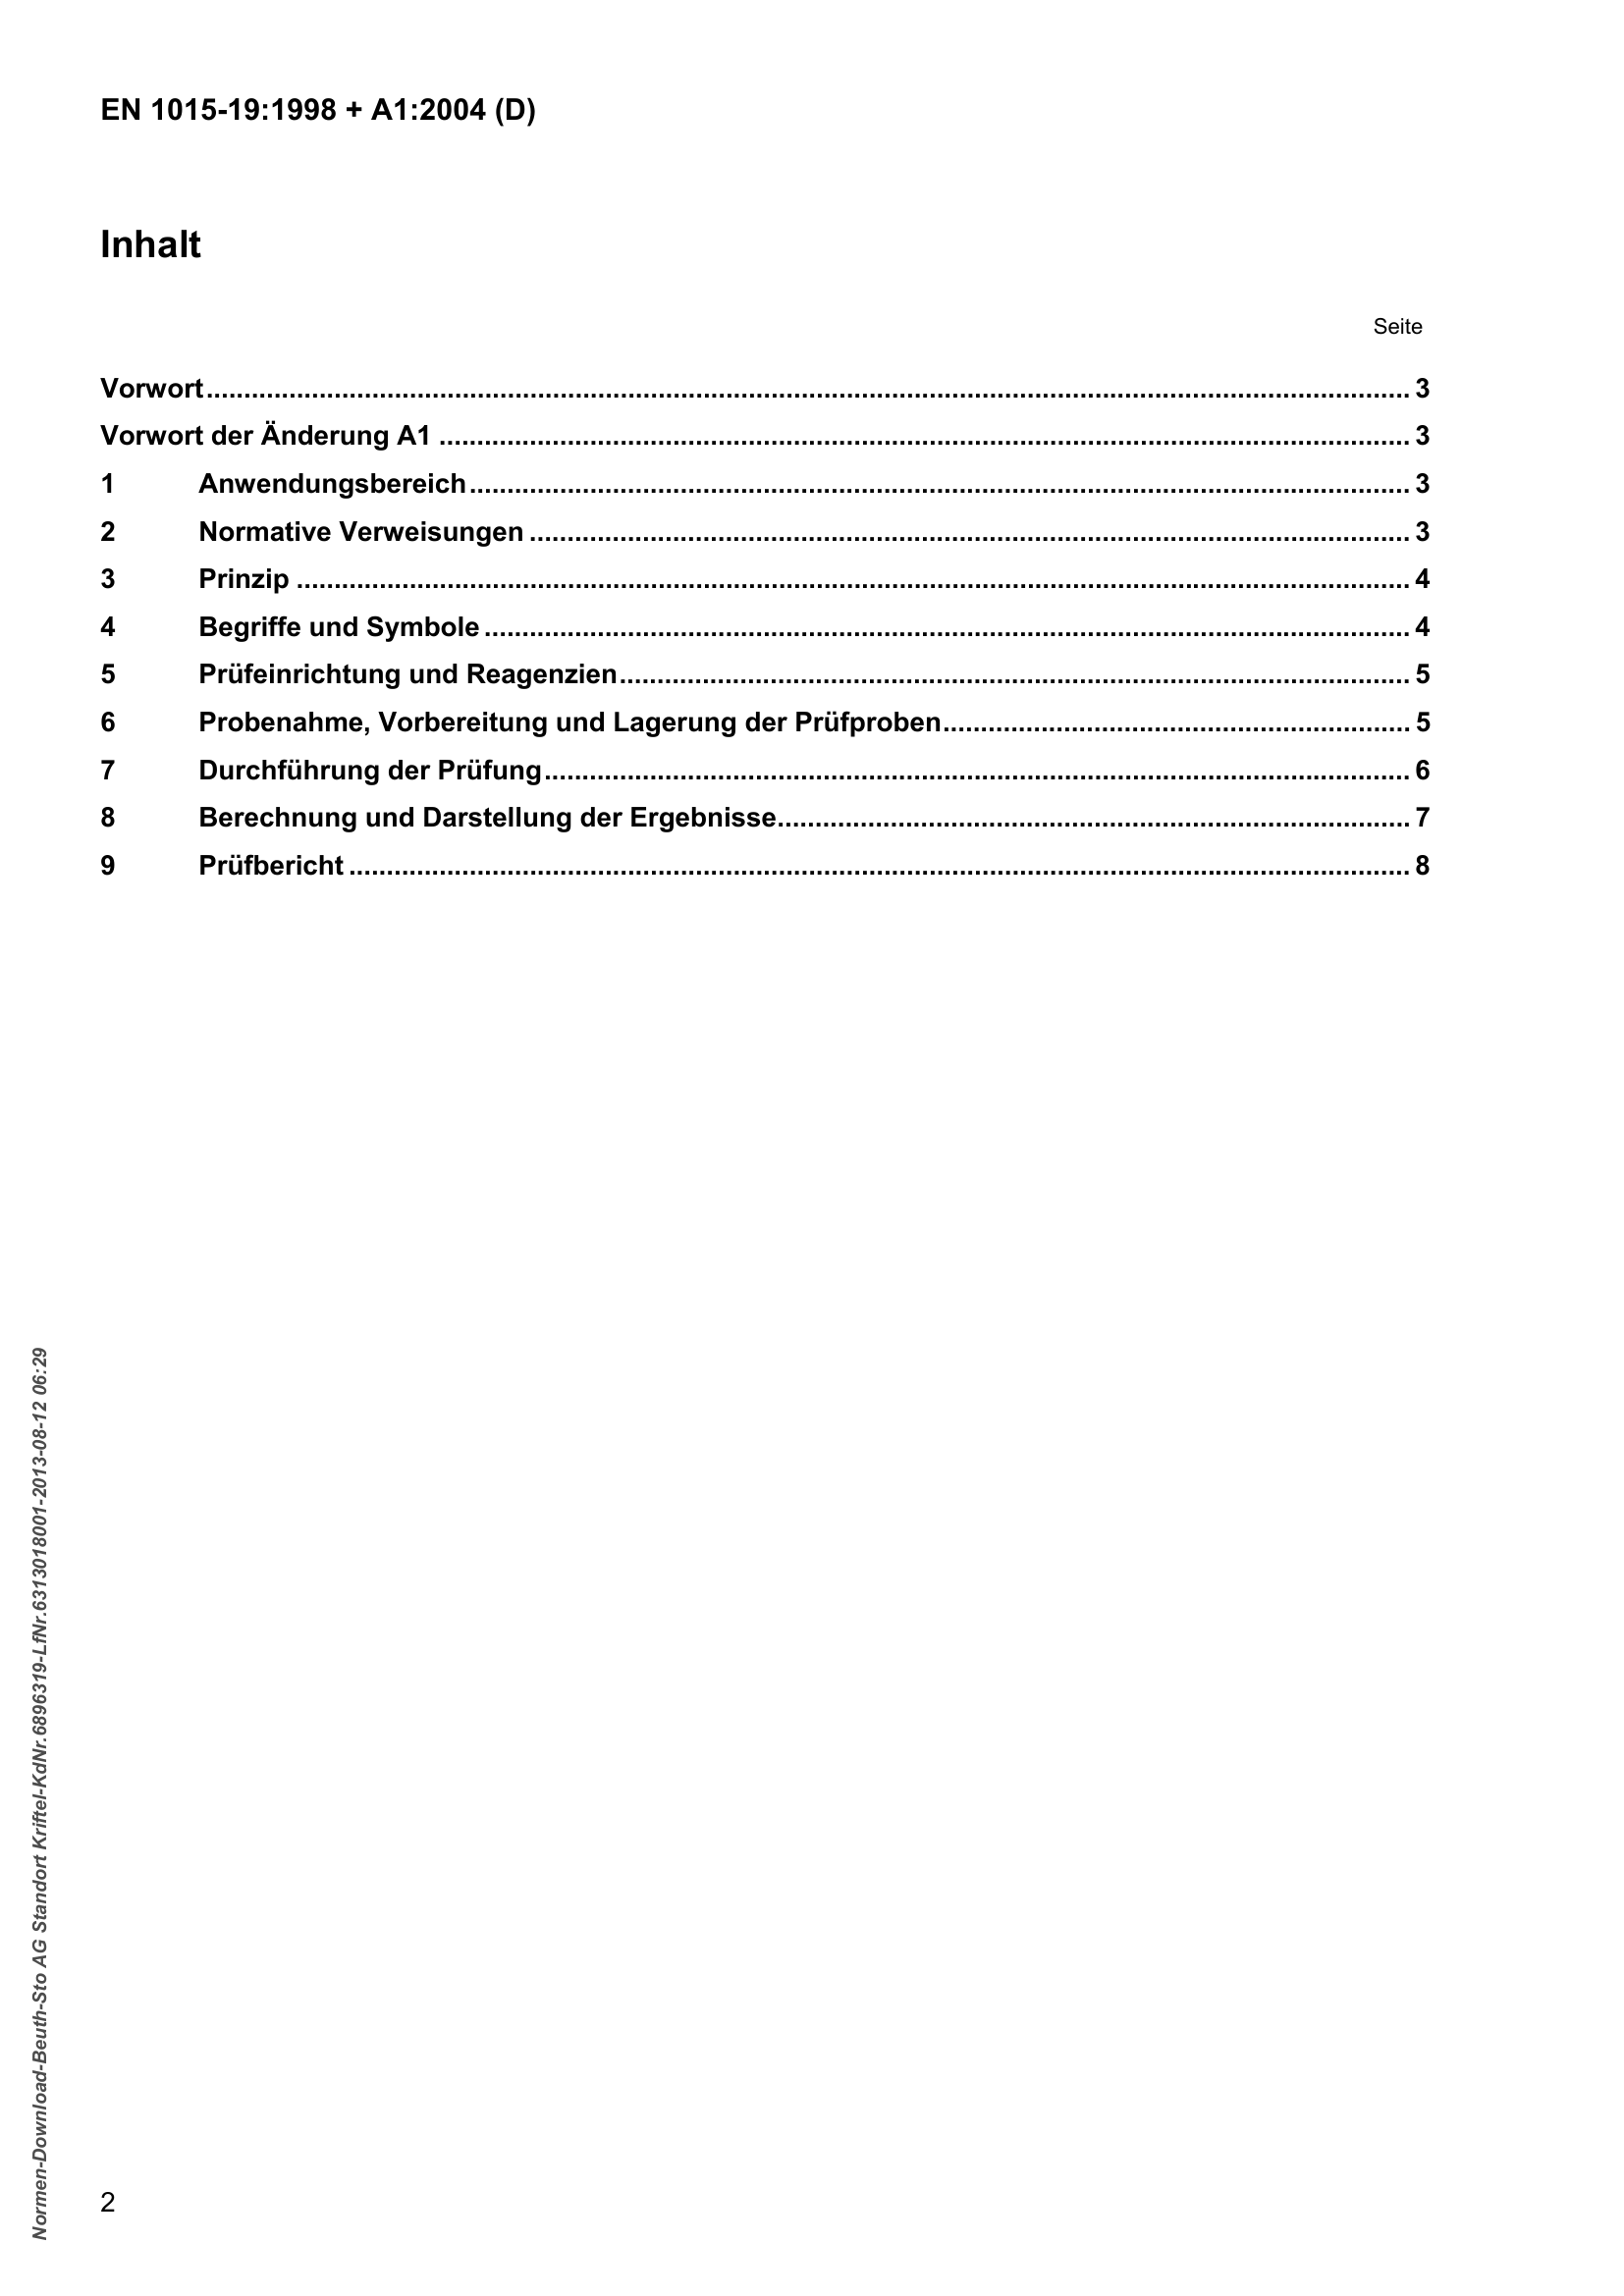 EN 1015-19:1998 + A1:2004 (D)
Inhalt
Seite
Vorwort ........ 3
Vorwort der Änderung A1 ........ 3
1 Anwendungsbereich ........ 3
2 Normative Verweisungen ........ 3
3 Prinzip ........ 4
4 Begriffe und Symbole ........ 4
5 Prüfeinrichtung und Reagenzien ........ 5
6 Probenahme, Vorbereitung und Lagerung der Prüfproben ........ 5
7 Durchführung der Prüfung ........ 6
8 Berechnung und Darstellung der Ergebnisse ........ 7
9 Prüfbericht ........ 8
Normen-Download-Beuth-Sto AG Standort Kriftel-KdNr.6896319-LfNr.6313018001-2013-08-12 06:29
2